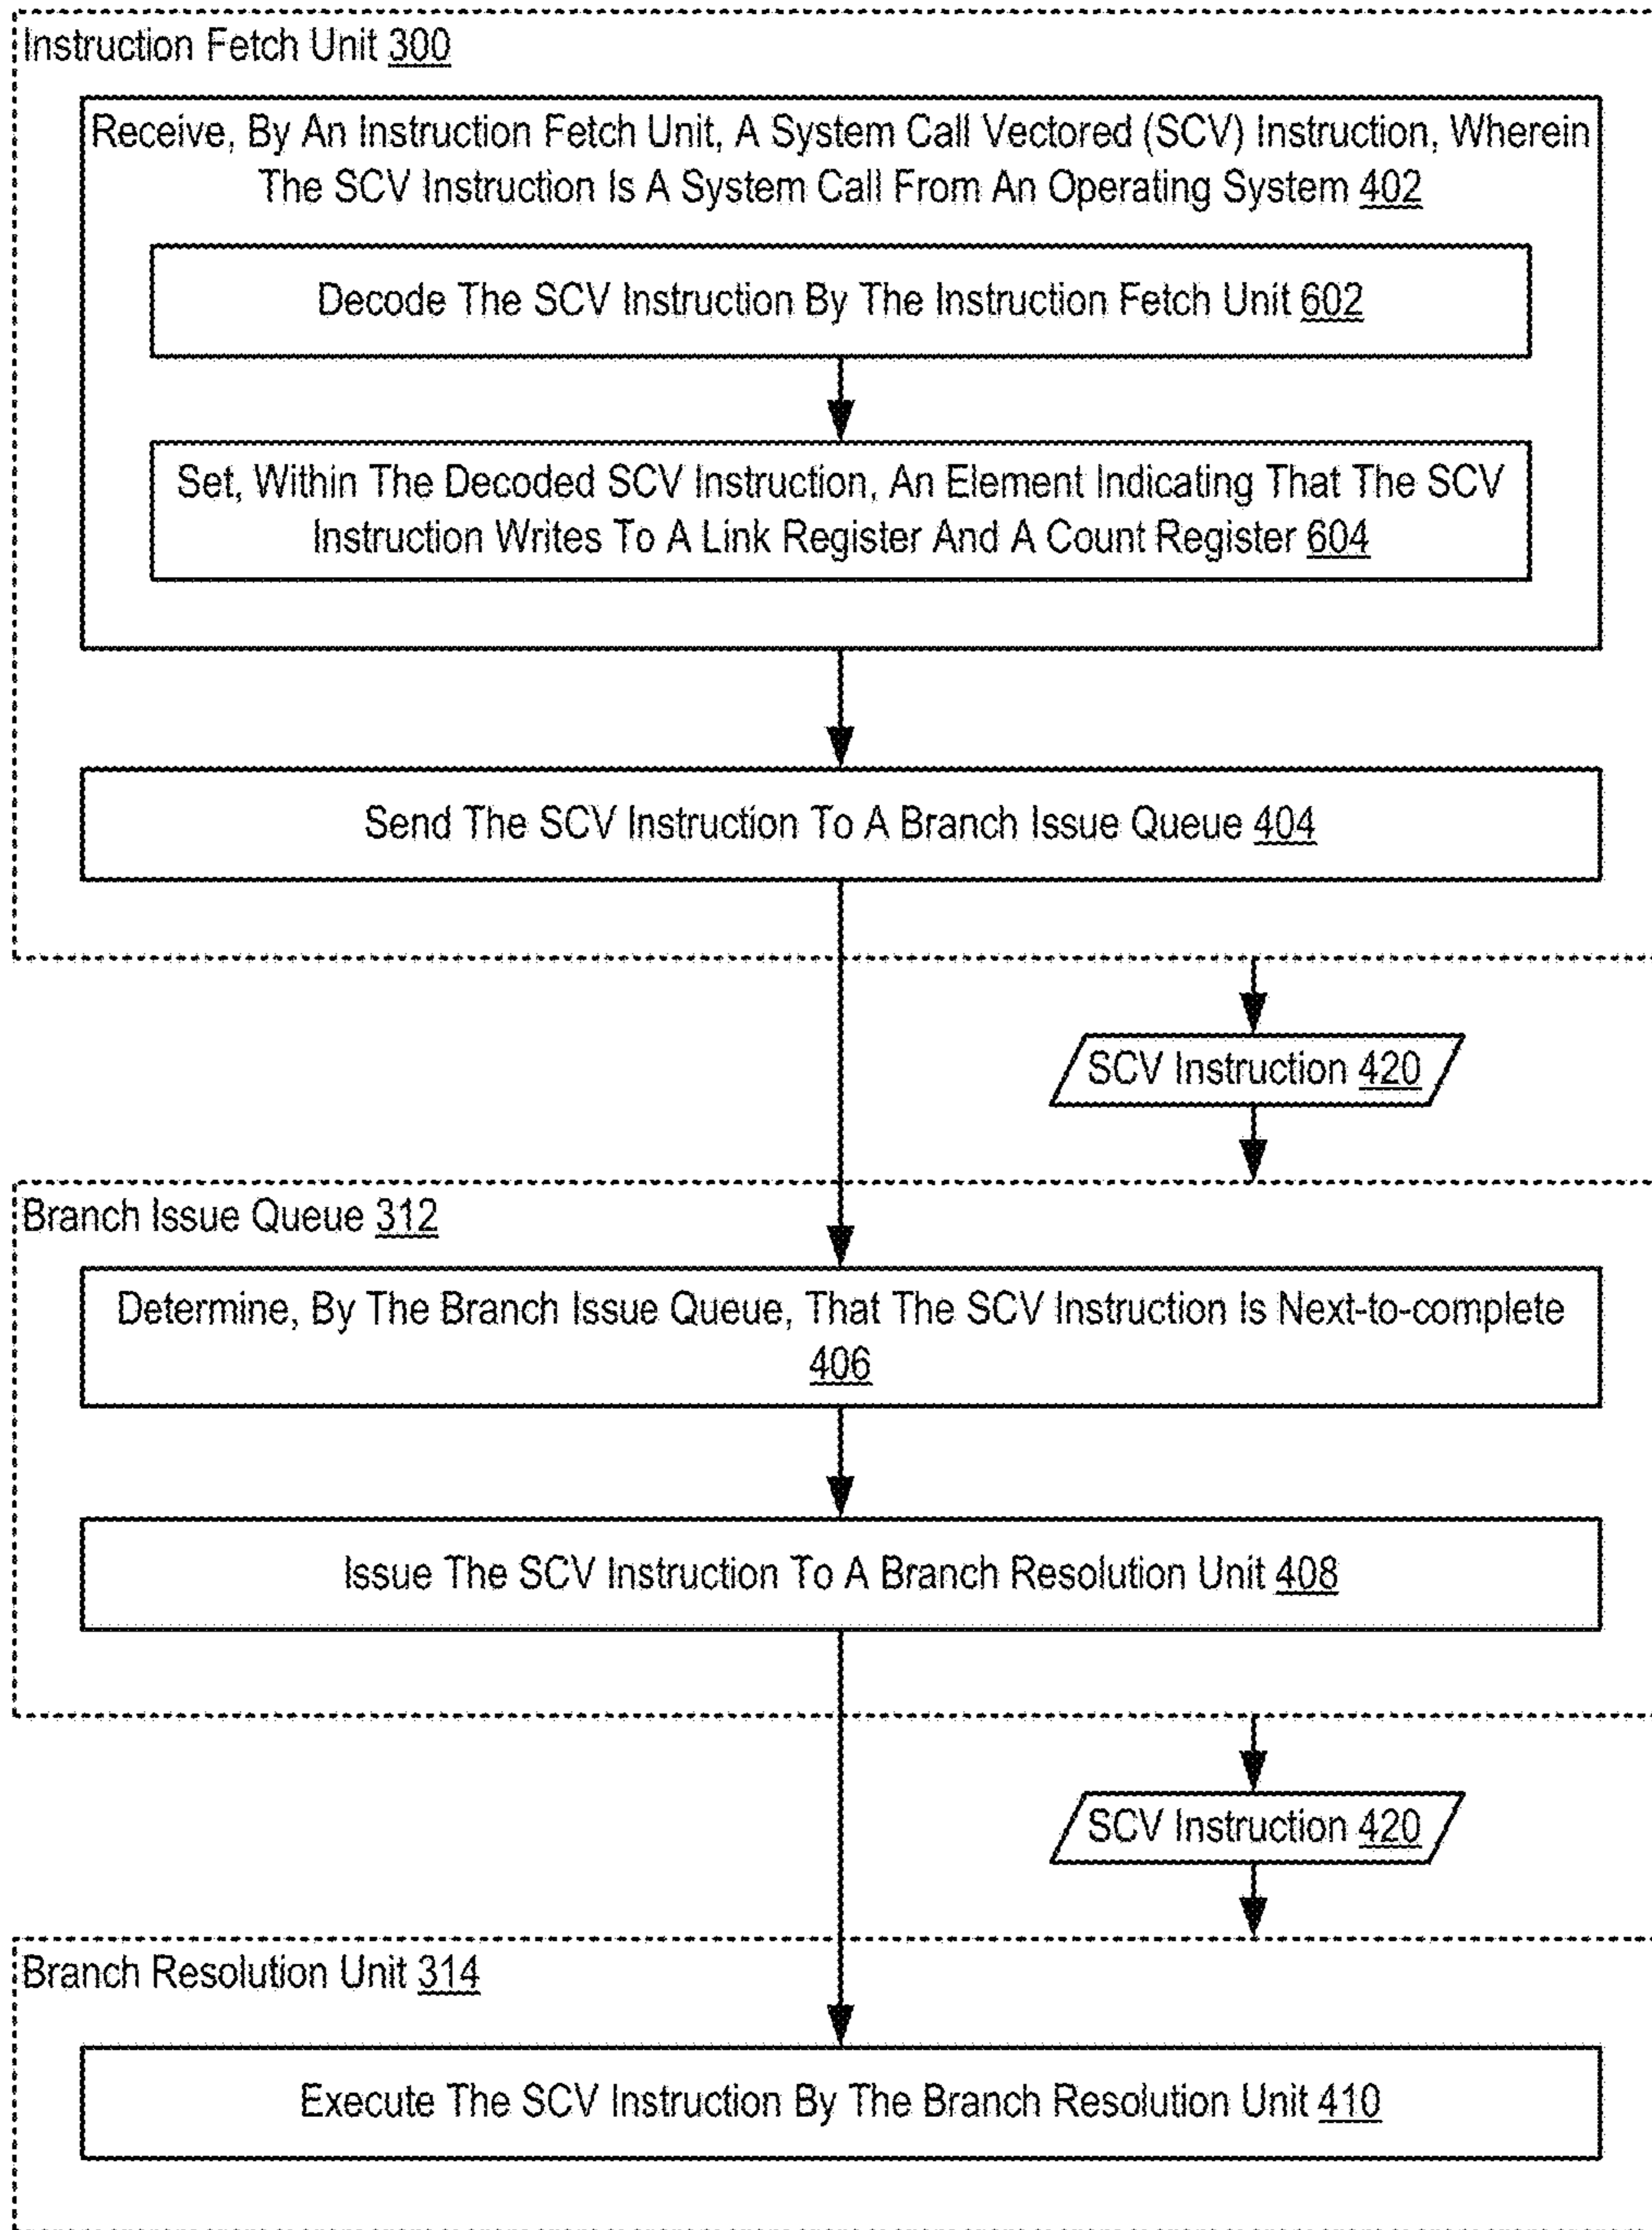 Instruction Fetch Unit 300
Receive, By An Instruction Fetch Unit, A System Call Vectored (SCV) Instruction, Wherein
The SCV Instruction Is A System Call From An Operating System 402
Decode The SCV Instruction By The Instruction Fetch Unit 602
Set, Within The Decoded SCV Instruction, An Element Indicating That The SCV
Instruction Writes To A Link Register And A Count Register 604
Send The SCV Instruction To A Branch Issue Queue 404
SCV Instruction 420
Branch Issue Queue 312
Determine, By The Branch Issue Queue, That The SCV Instruction Is Next-to-complete
406
Issue The SCV Instruction To A Branch Resolution Unit 408
SCV Instruction 420
Branch Resolution Unit 314
Execute The SCV Instruction By The Branch Resolution Unit 410